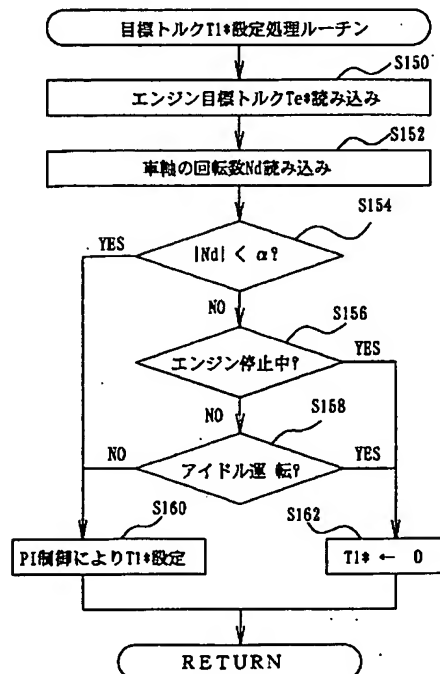 目標トルクT1*設定処理ルーチン
S150
エンジン目標トルクTe*読み込み
S152
車軸の回転数Nd読み込み
S154
YES
|Nd| < α?
NO
S156
エンジン停止中?
YES
NO
S158
NO
アイドル運 転?
YES
S160
S162
PI制御によりT1*設定
T1* ← 0
RETURN